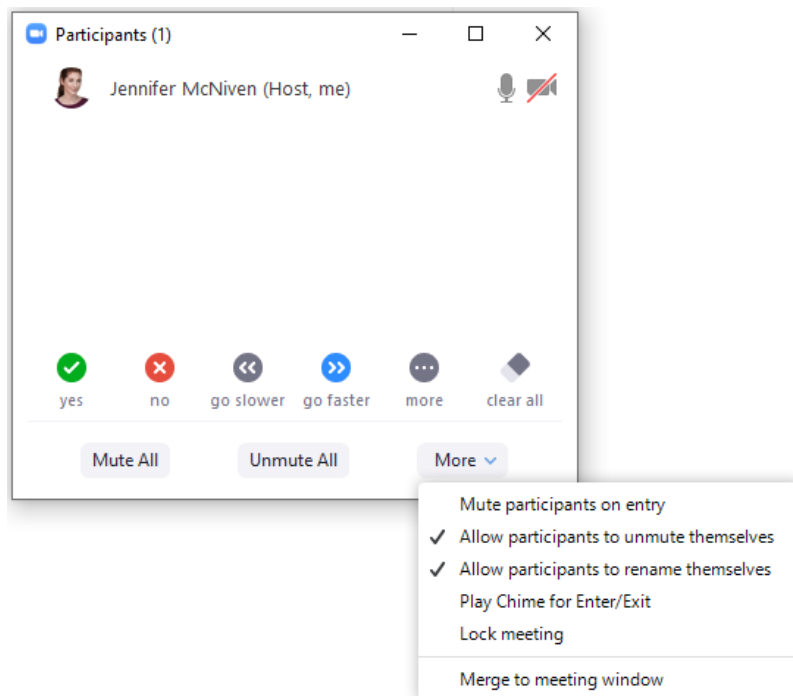 Participants (1)
Jennifer McNiven (Host, me)
yes no go slower go faster more clear all
Mute All Unmute All More
Mute participants on entry
Allow participants to unmute themselves
Allow participants to rename themselves
Play Chime for Enter/Exit
Lock meeting
Merge to meeting window